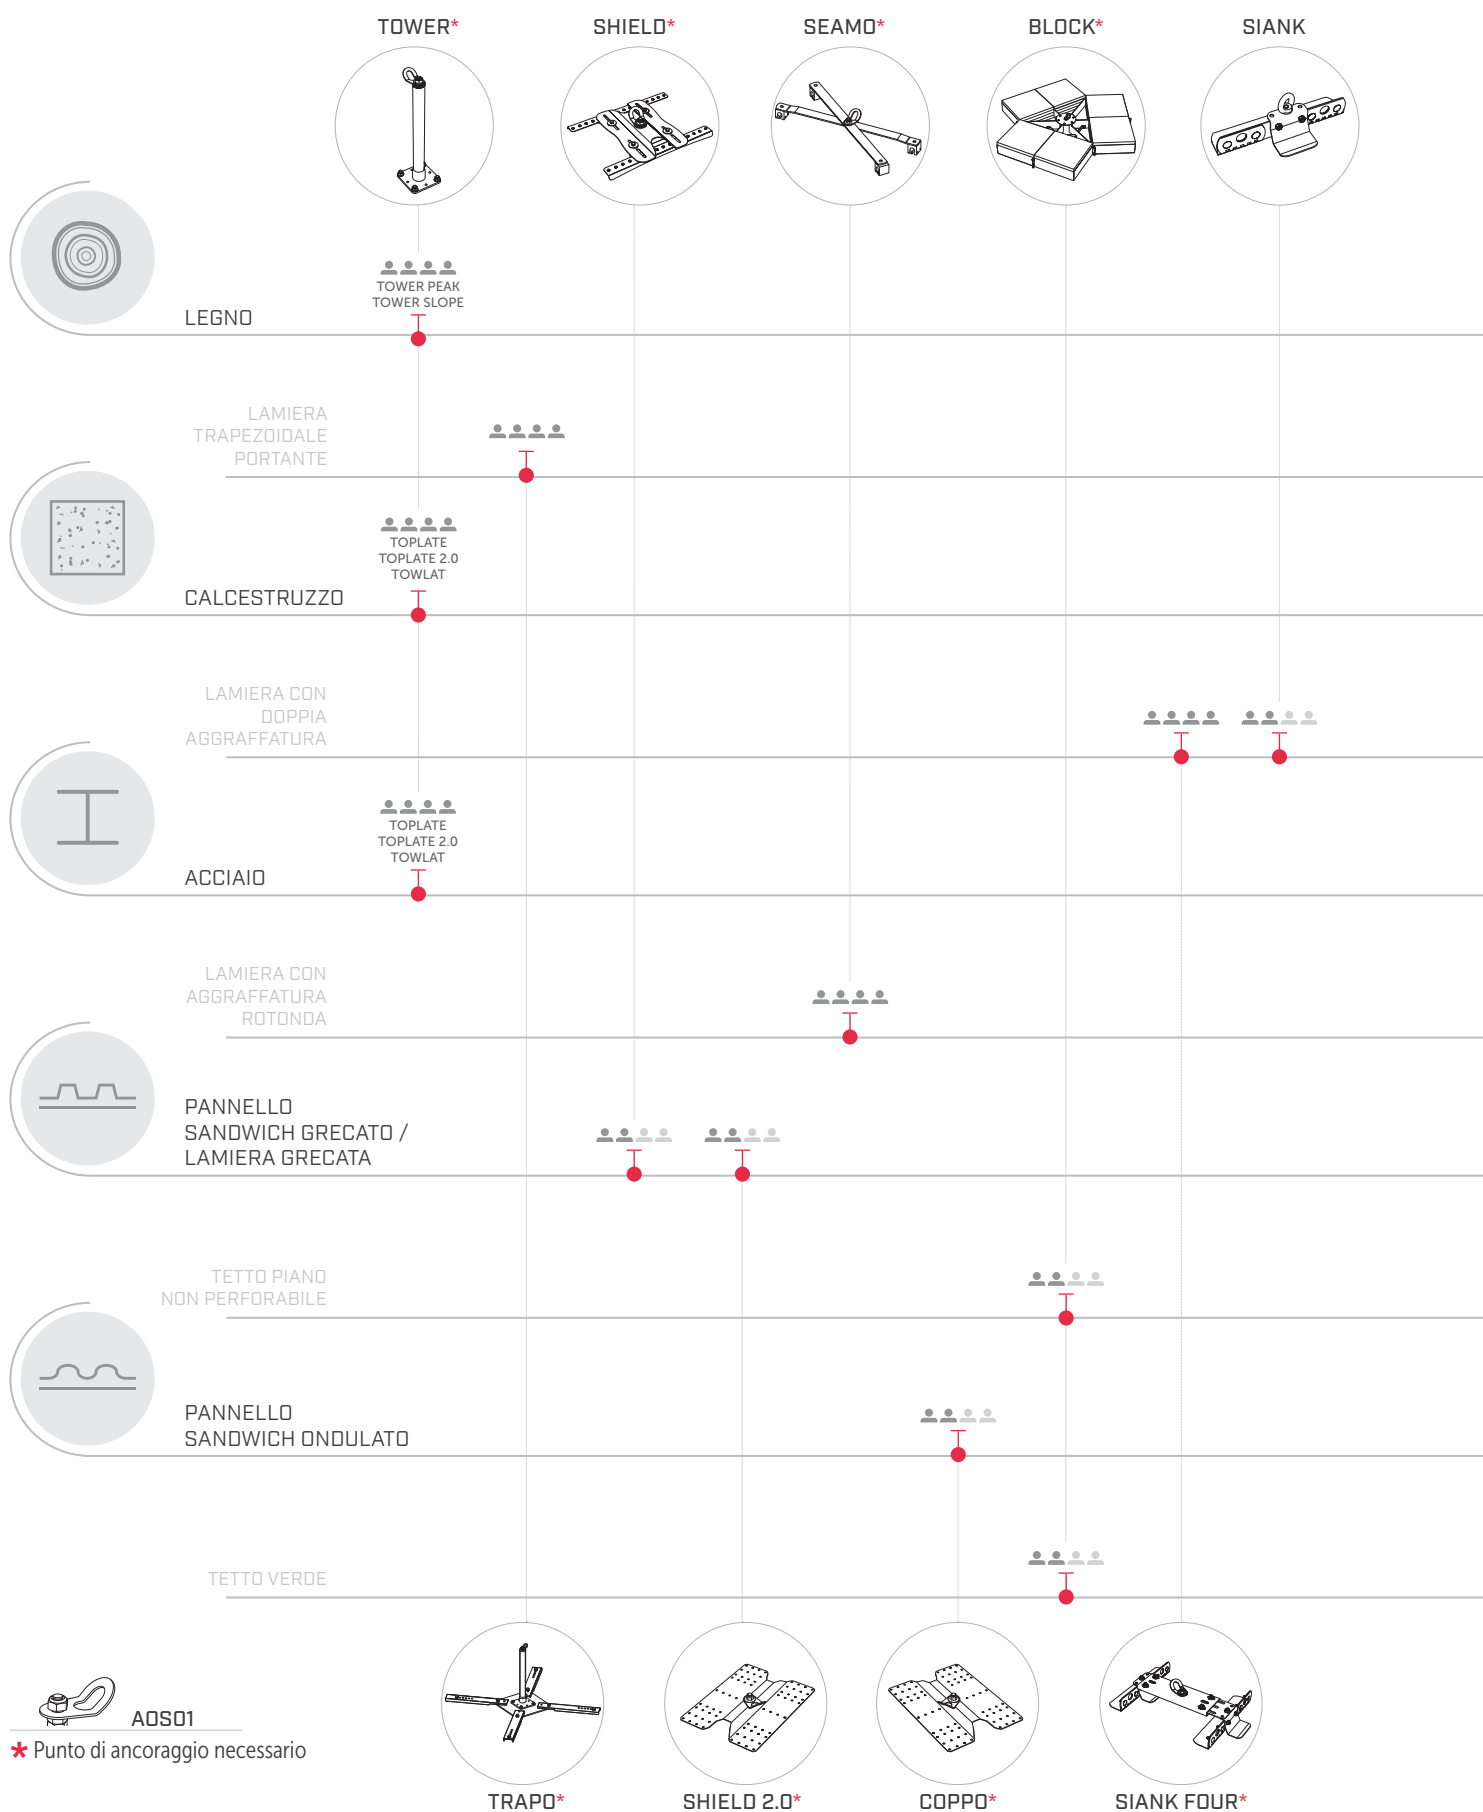 TOWER*
SHIELD*
SEAMO*
BLOCK*
SIANK
TOWER PEAK
TOWER SLOPE
LEGNO
LAMIERA
TRAPEZOIDALE
PORTANTE
TOPLATE
TOPLATE 2.0
TOWLAT
CALCESTRUZZO
LAMIERA CON
DOPPIA
AGGRAFFATURA
TOPLATE
TOPLATE 2.0
TOWLAT
ACCIAIO
LAMIERA CON
AGGRAFFATURA
ROTONDA
PANNELLO
SANDWICH GRECATO /
LAMIERA GRECATA
TETTO PIANO
NON PERFORABILE
PANNELLO
SANDWICH ONDULATO
TETTO VERDE
AOS01
* Punto di ancoraggio necessario
TRAPO*
SHIELD 2.0*
COPPO*
SIANK FOUR*